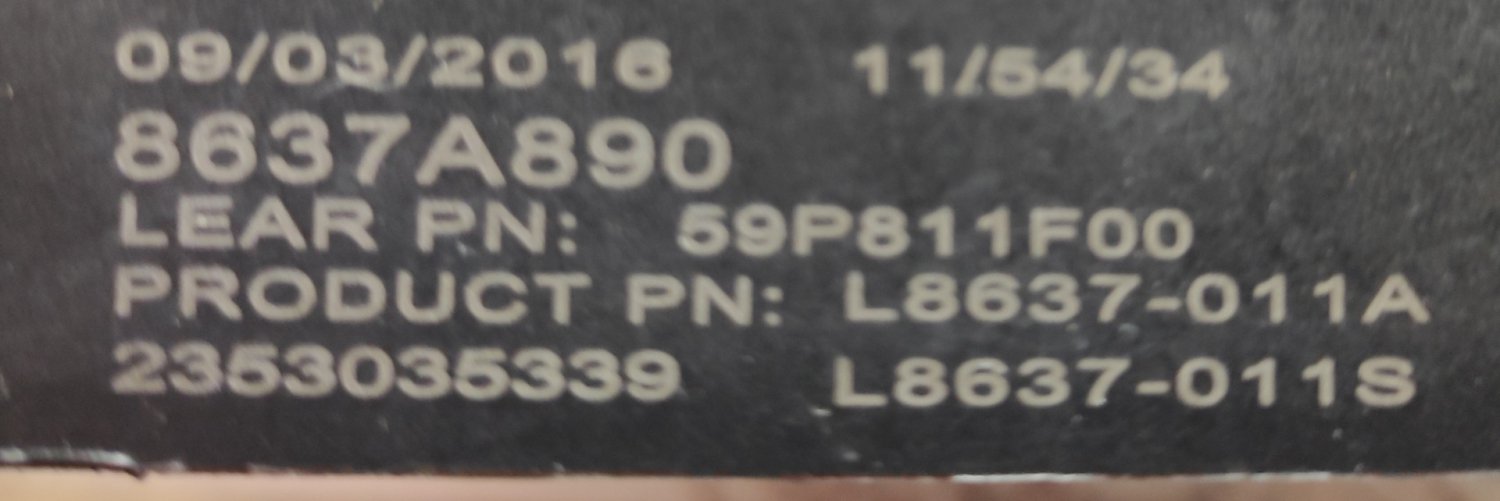 09/03/2016 11/54/34
8637A890
LEAR PN: 59P811F00
PRODUCT PN: L8637-011A
2353035339 L8637-011S